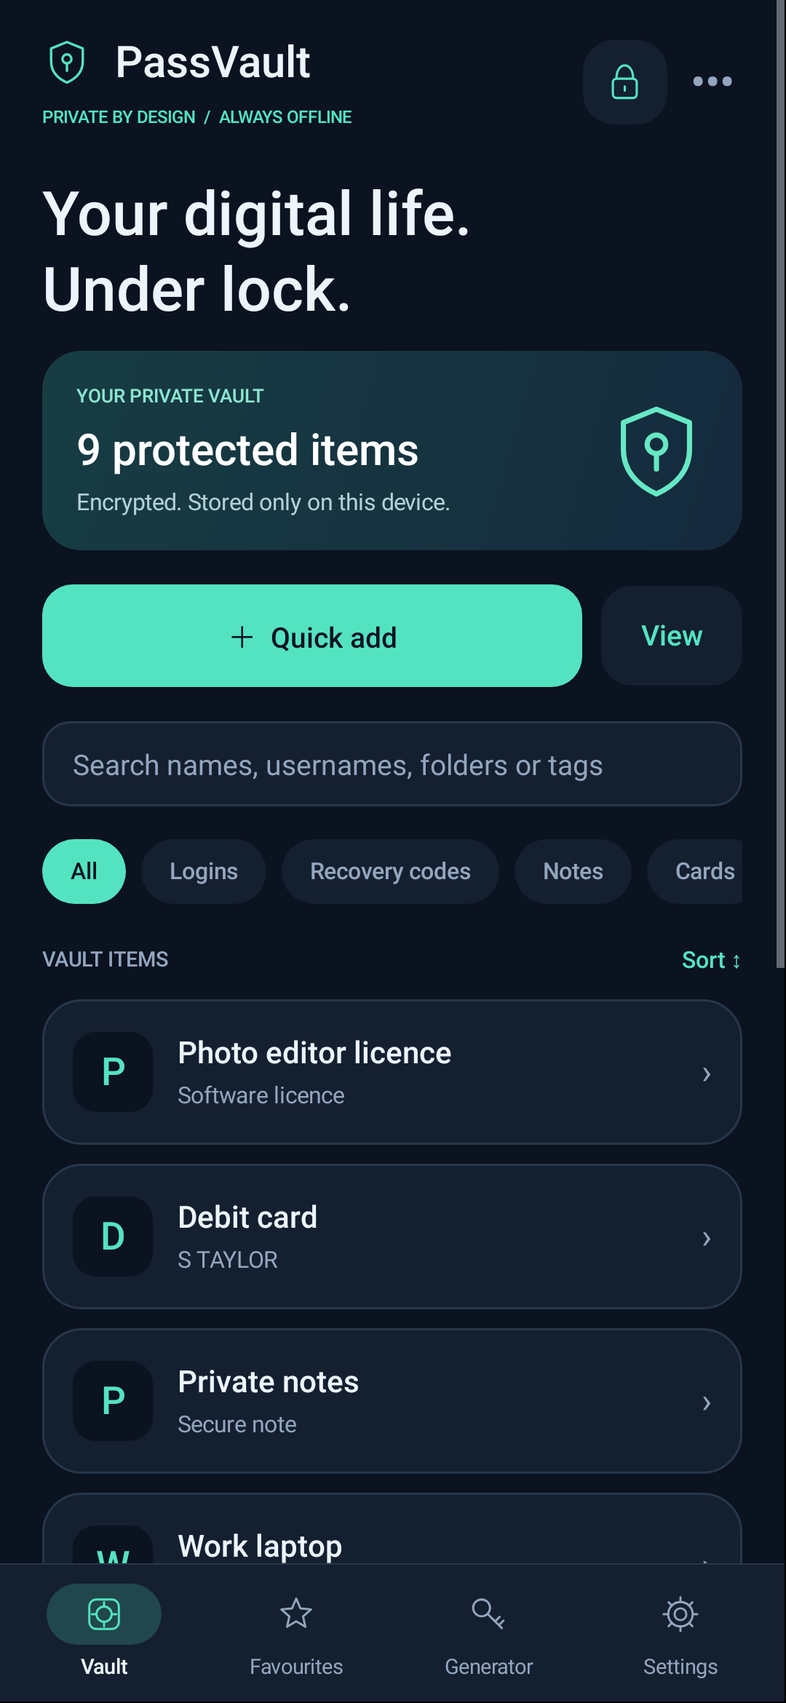 PassVault
PRIVATE BY DESIGN / ALWAYS OFFLINE
Your digital life.
Under lock.
YOUR PRIVATE VAULT
9 protected items
Encrypted. Stored only on this device.
+ Quick add
View
Search names, usernames, folders or tags
All Logins Recovery codes Notes Cards
VAULT ITEMS
Sort ↕
P
Photo editor licence
Software licence
›
D
Debit card
S TAYLOR
›
P
Private notes
Secure note
›
W
Work laptop
Vault Favourites Generator Settings